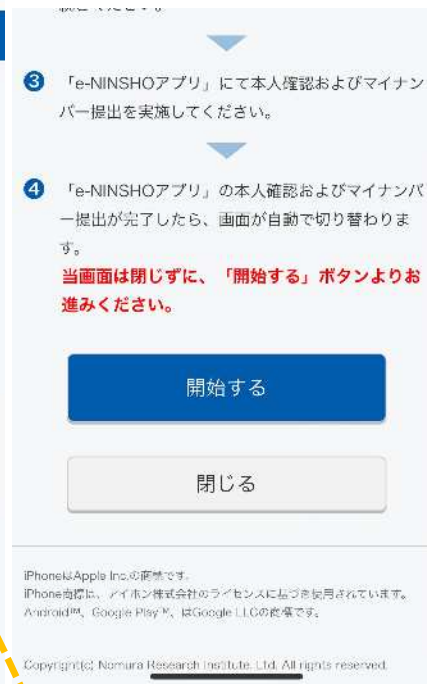 ③ 「e-NINSHOアプリ」にて本人確認およびマイナン
バー提出を実施してください。
④ 「e-NINSHOアプリ」の本人確認およびマイナンバ
ー提出が完了したら、画面が自動で切り替わりま
す。
当画面は閉じずに、「開始する」ボタンよりお
進みください。
開始する
閉じる
iPhoneはApple Inc.の商標です。
iPhone商標は、アイホン株式会社のライセンスに基づき使用されています。
Android™、Google Play™、はGoogle LLCの商標です。
Copyright(c) Nomura Research Institute, Ltd. All rights reserved.